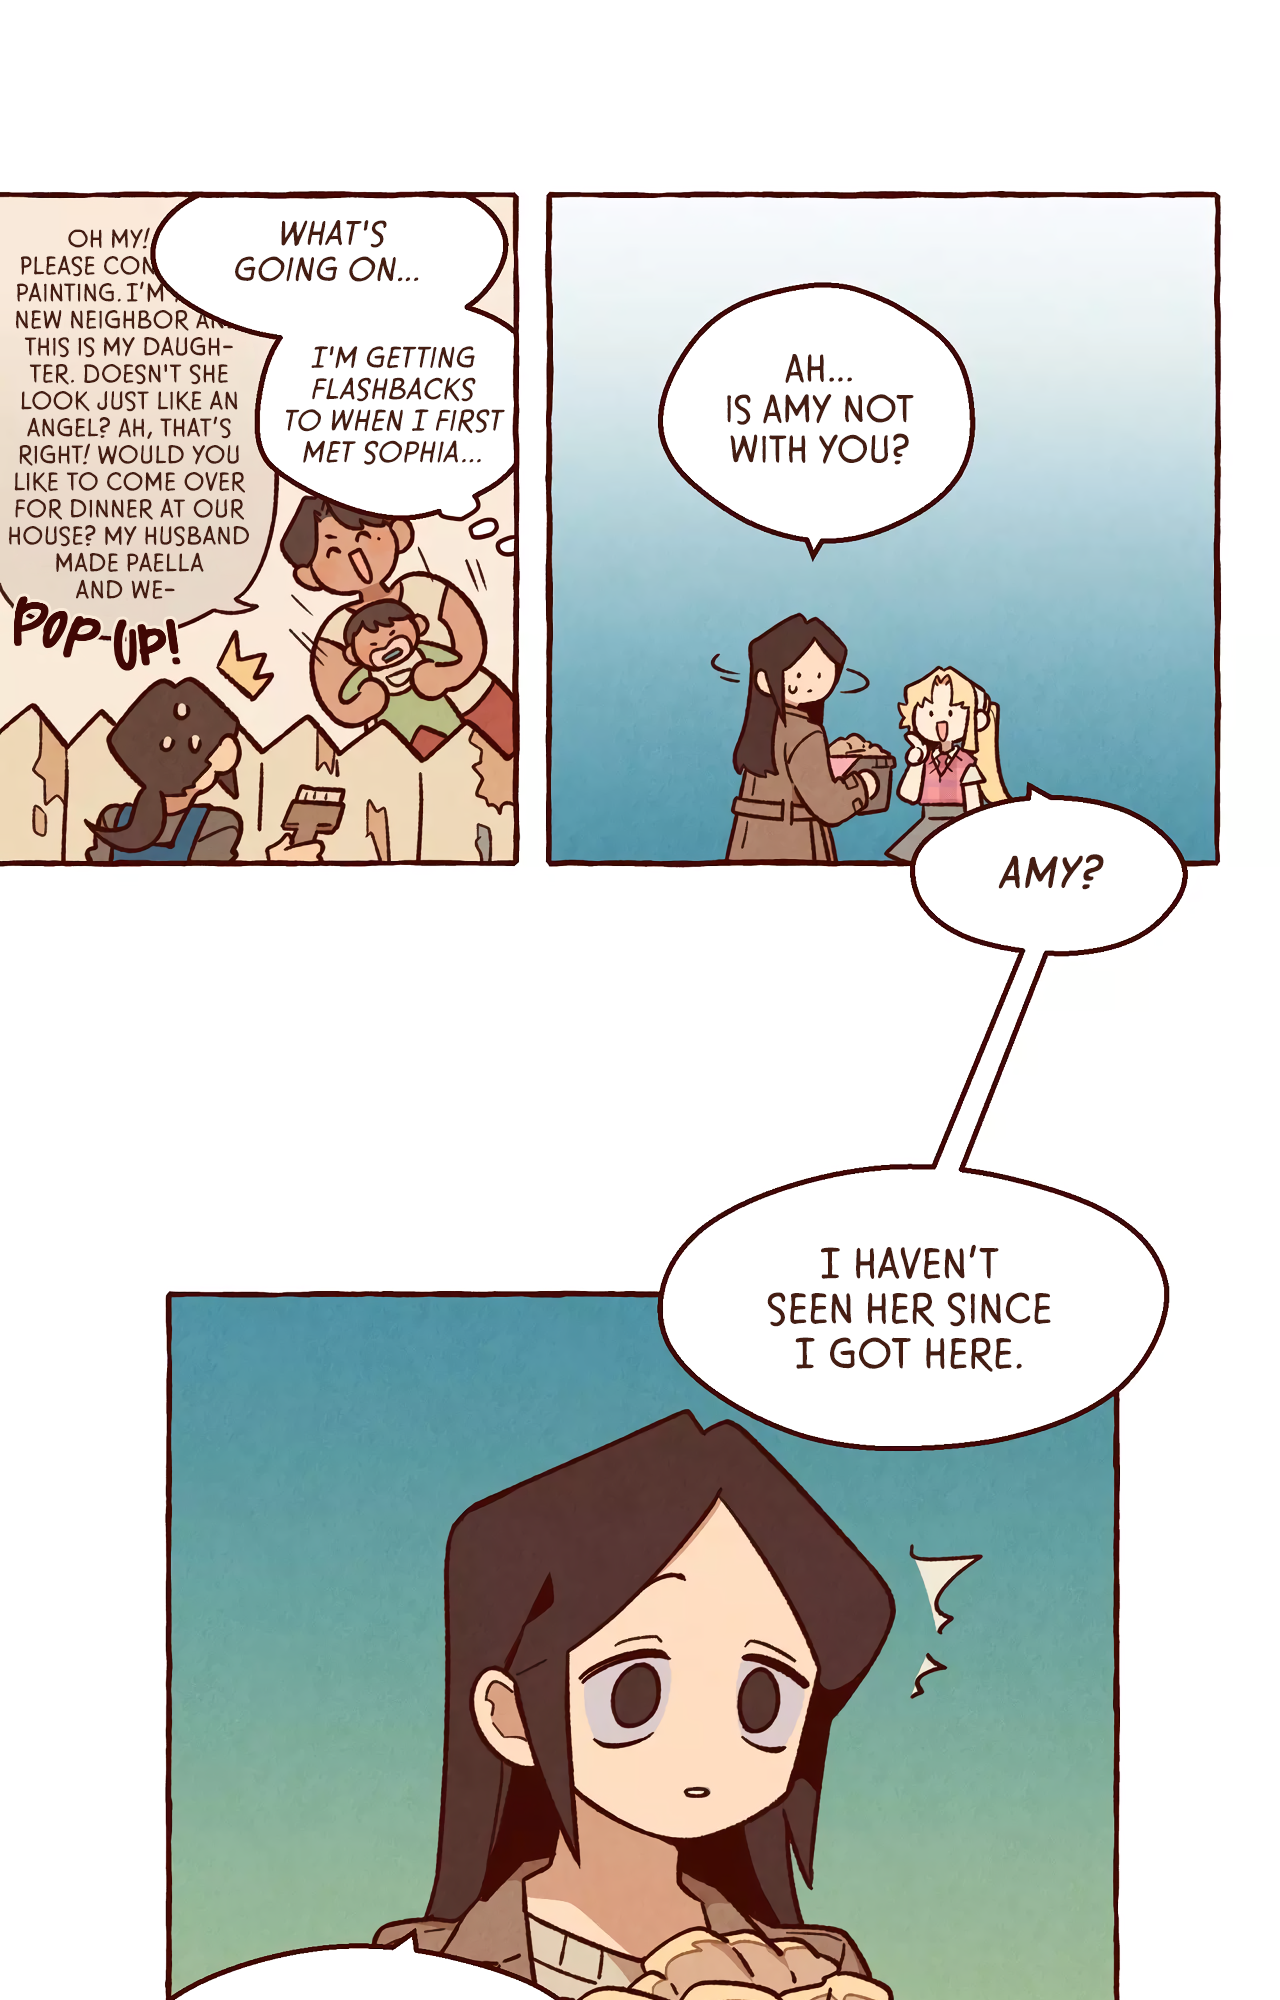 OH MY!
PLEASE CON
PAINTING. I'M
NEW NEIGHBOR AN
THIS IS MY DAUGH-
TER. DOESN'T SHE
LOOK JUST LIKE AN
ANGEL? AH, THAT'S
RIGHT! WOULD YOU
LIKE TO COME OVER
FOR DINNER AT OUR
HOUSE? MY HUSBAND
MADE PAELLA
AND WE-
WHAT'S
GOING ON...
I'M GETTING
FLASHBACKS
TO WHEN I FIRST
MET SOPHIA...
POP-UP!
AH...
IS AMY NOT
WITH YOU?
AMY?
I HAVEN'T
SEEN HER SINCE
I GOT HERE.